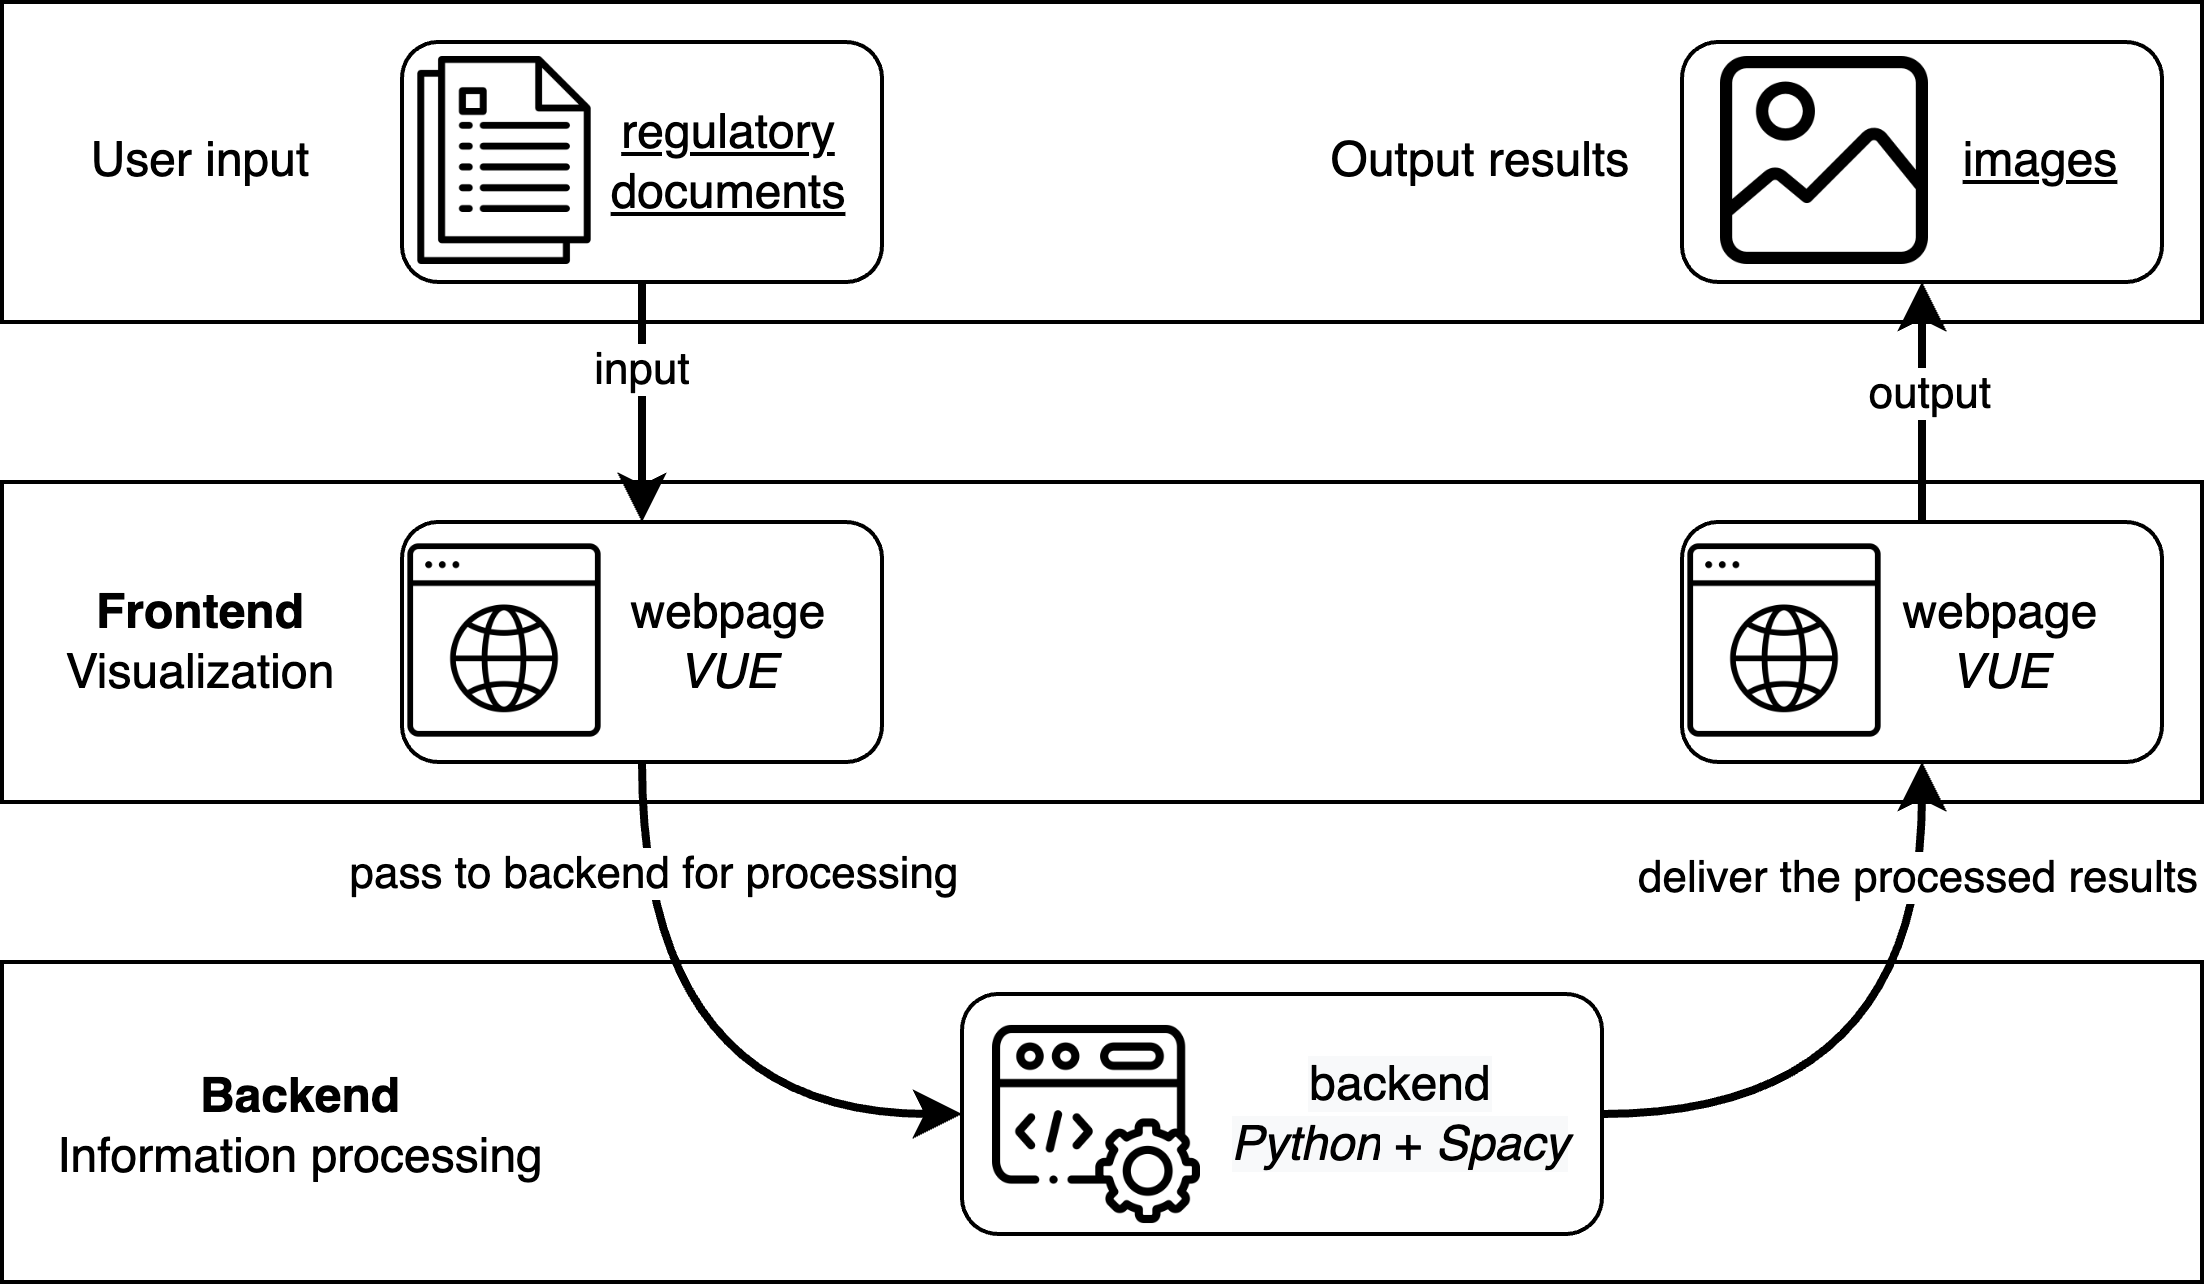 User input
regulatory
documents
Output results
images
input
output
Frontend
Visualization
webpage
VUE
webpage
VUE
pass to backend for processing
deliver the processed results
Backend
Information processing
backend
Python + Spacy